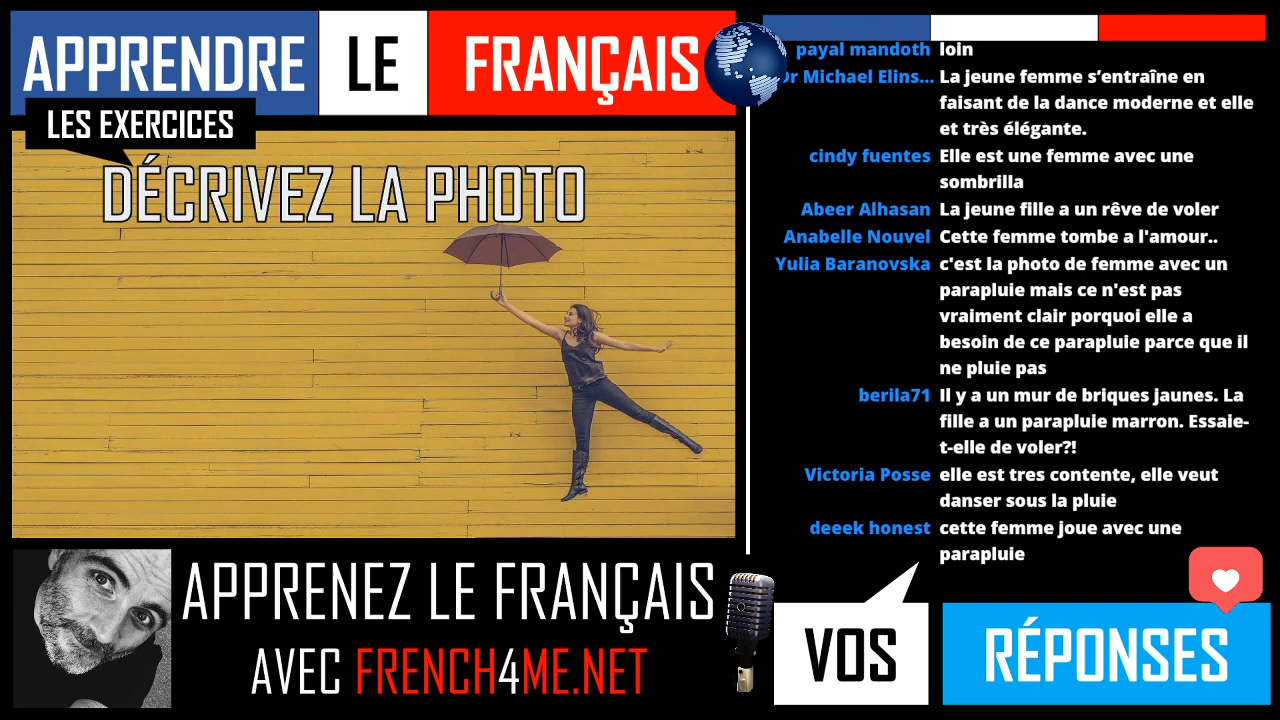 APPRENDRE LE FRANÇAIS
LES EXERCICES
DÉCRIVEZ LA PHOTO
APPRENEZ LE FRANÇAIS
AVEC FRENCH4ME.NET
payal mandoth loin
Dr Michael Elins... La jeune femme s’entraîne en
faisant de la dance moderne et elle
et très élégante.
cindy fuentes Elle est une femme avec une
sombrilla
Abeer Alhasan La jeune fille a un rêve de voler
Anabelle Nouvel Cette femme tombe a l'amour..
Yulia Baranovska c'est la photo de femme avec un
parapluie mais ce n'est pas
vraiment clair porquoi elle a
besoin de ce parapluie parce que il
ne pluie pas
berila71 Il y a un mur de briques jaunes. La
fille a un parapluie marron. Essaie-
t-elle de voler?!
Victoria Posse elle est tres contente, elle veut
danser sous la pluie
deeek honest cette femme joue avec une
parapluie
VOS RÉPONSES